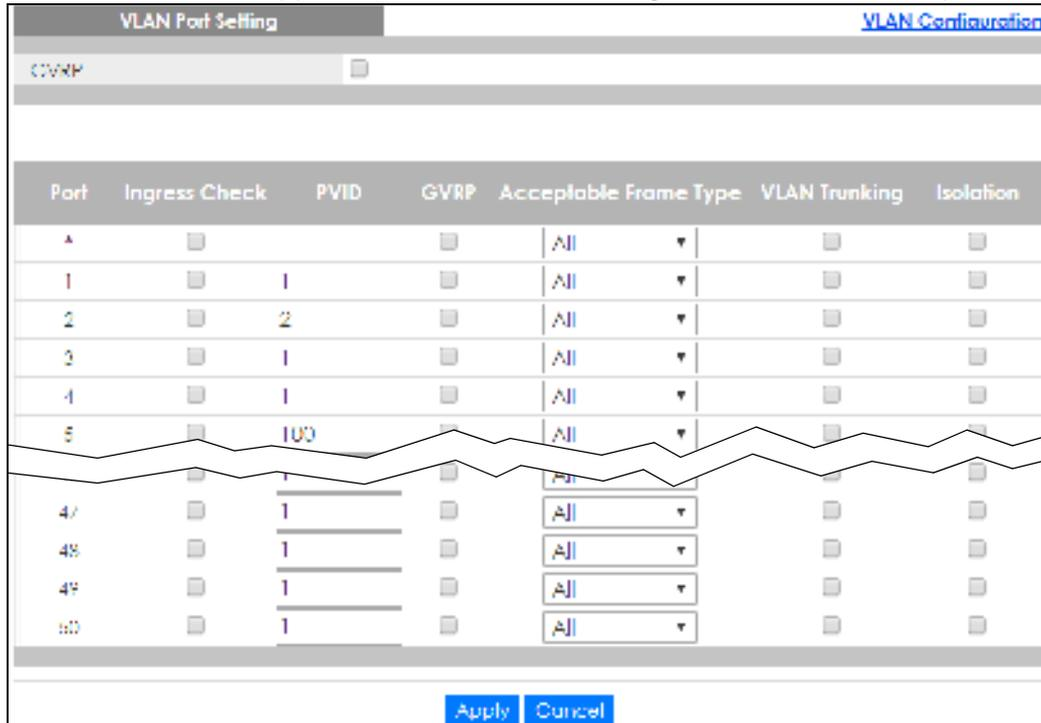 VLAN Port Setting VLAN Configuration
GVRP
Port Ingress Check PVID GVRP Acceptable Frame Type VLAN Trunking Isolation
* All
1 1 All
2 2 All
3 1 All
4 1 All
5 100 All
1 All
47 1 All
48 1 All
49 1 All
50 1 All
Apply Cancel